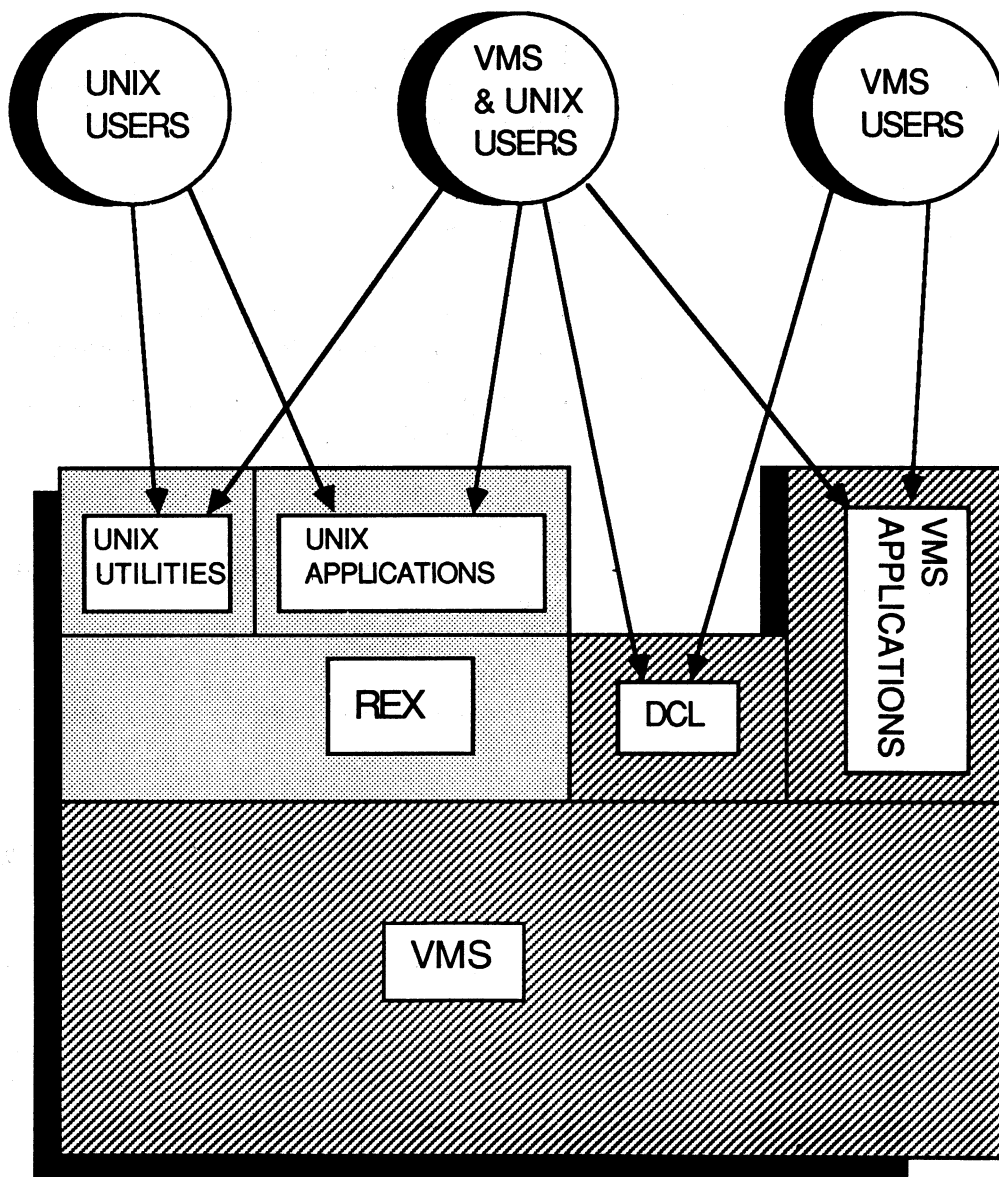 UNIX
USERS
VMS
& UNIX
USERS
VMS
USERS
UNIX
UTILITIES
UNIX
APPLICATIONS
VMS
APPLICATIONS
REX
DCL
VMS